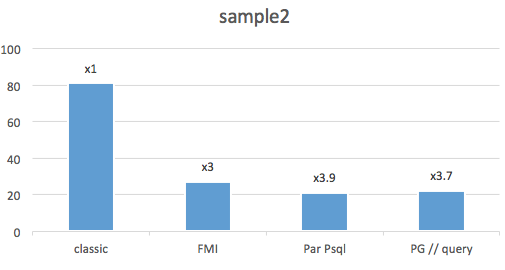 sample2
100
80
60
40
20
0
x1
x3
x3.9
x3.7
classic
FMI
Par Psql
PG // query